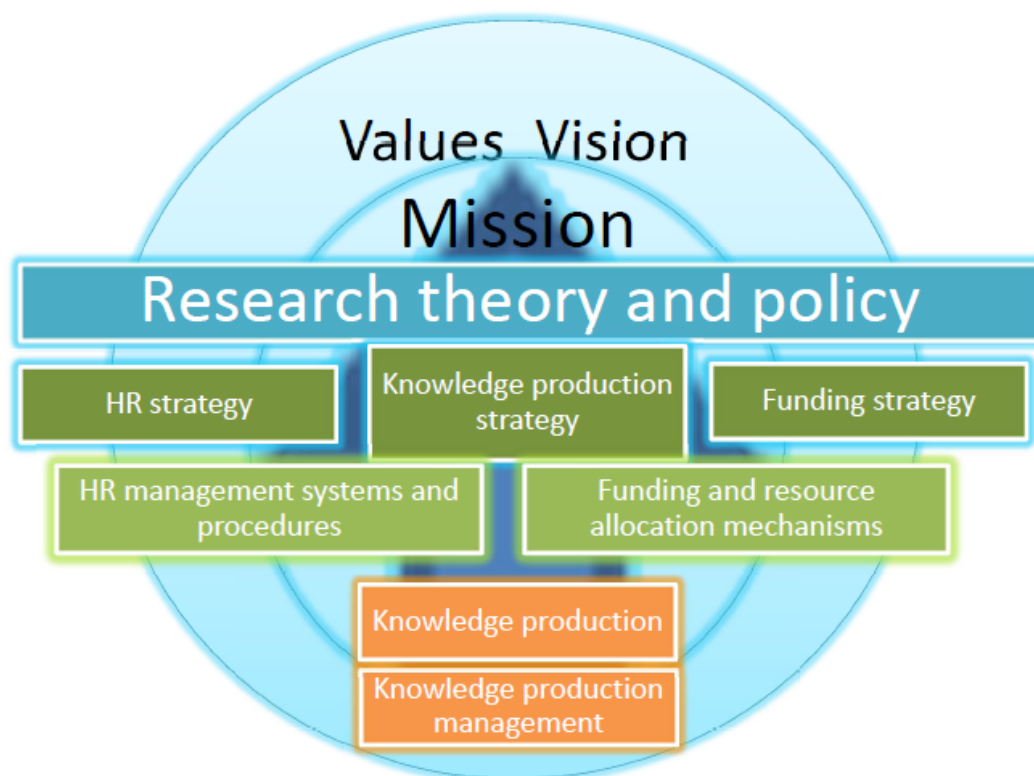 Values Vision
Mission
Research theory and policy
HR strategy
Knowledge production
strategy
Funding strategy
HR management systems and
procedures
Funding and resource
allocation mechanisms
Knowledge production
Knowledge production
management